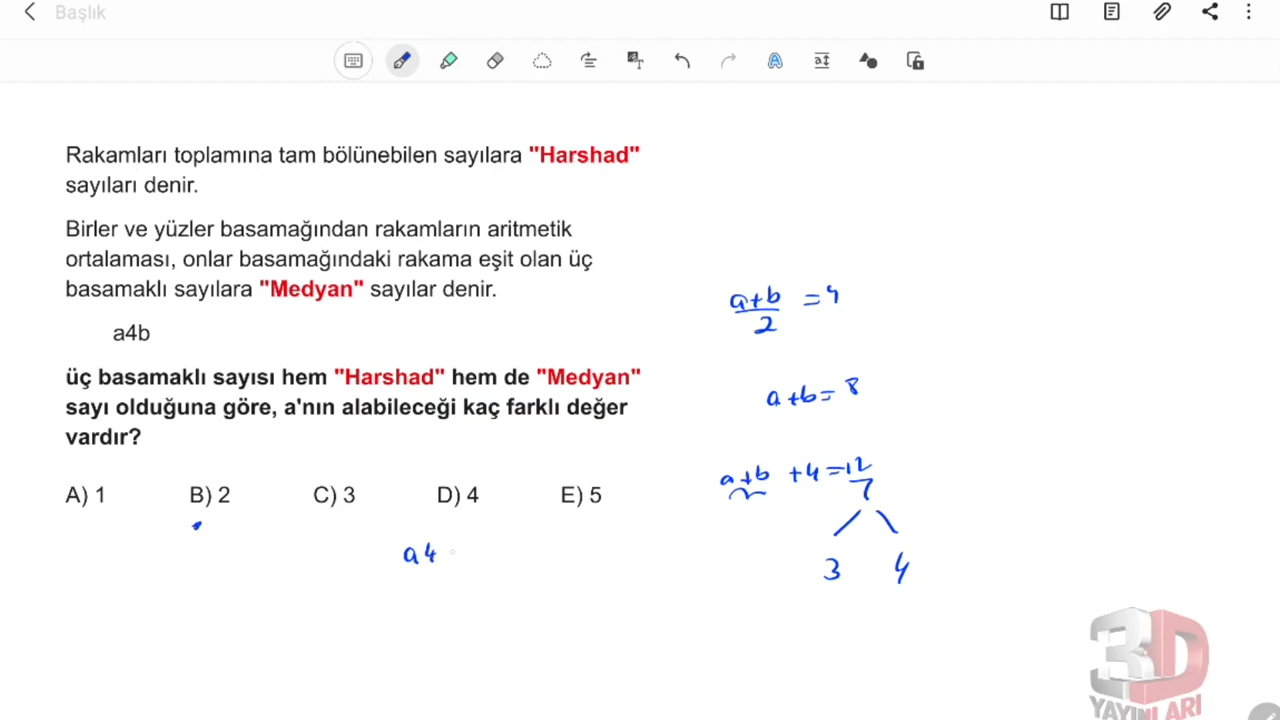 Başlık
Rakamları toplamına tam bölünebilen sayılara "Harshad"
sayıları denir.
Birler ve yüzler basamağından rakamların aritmetik
ortalaması, onlar basamağındaki rakama eşit olan üç
basamaklı sayılara "Medyan" sayılar denir.
a4b
üç basamaklı sayısı hem "Harshad" hem de "Medyan"
sayı olduğuna göre, a'nın alabileceği kaç farklı değer
vardır?
A) 1 B) 2 C) 3 D) 4 E) 5
a4
a+b = 4
2
a+b = 8
a+b +4 = 12
3 4
3D
YAYINLARI